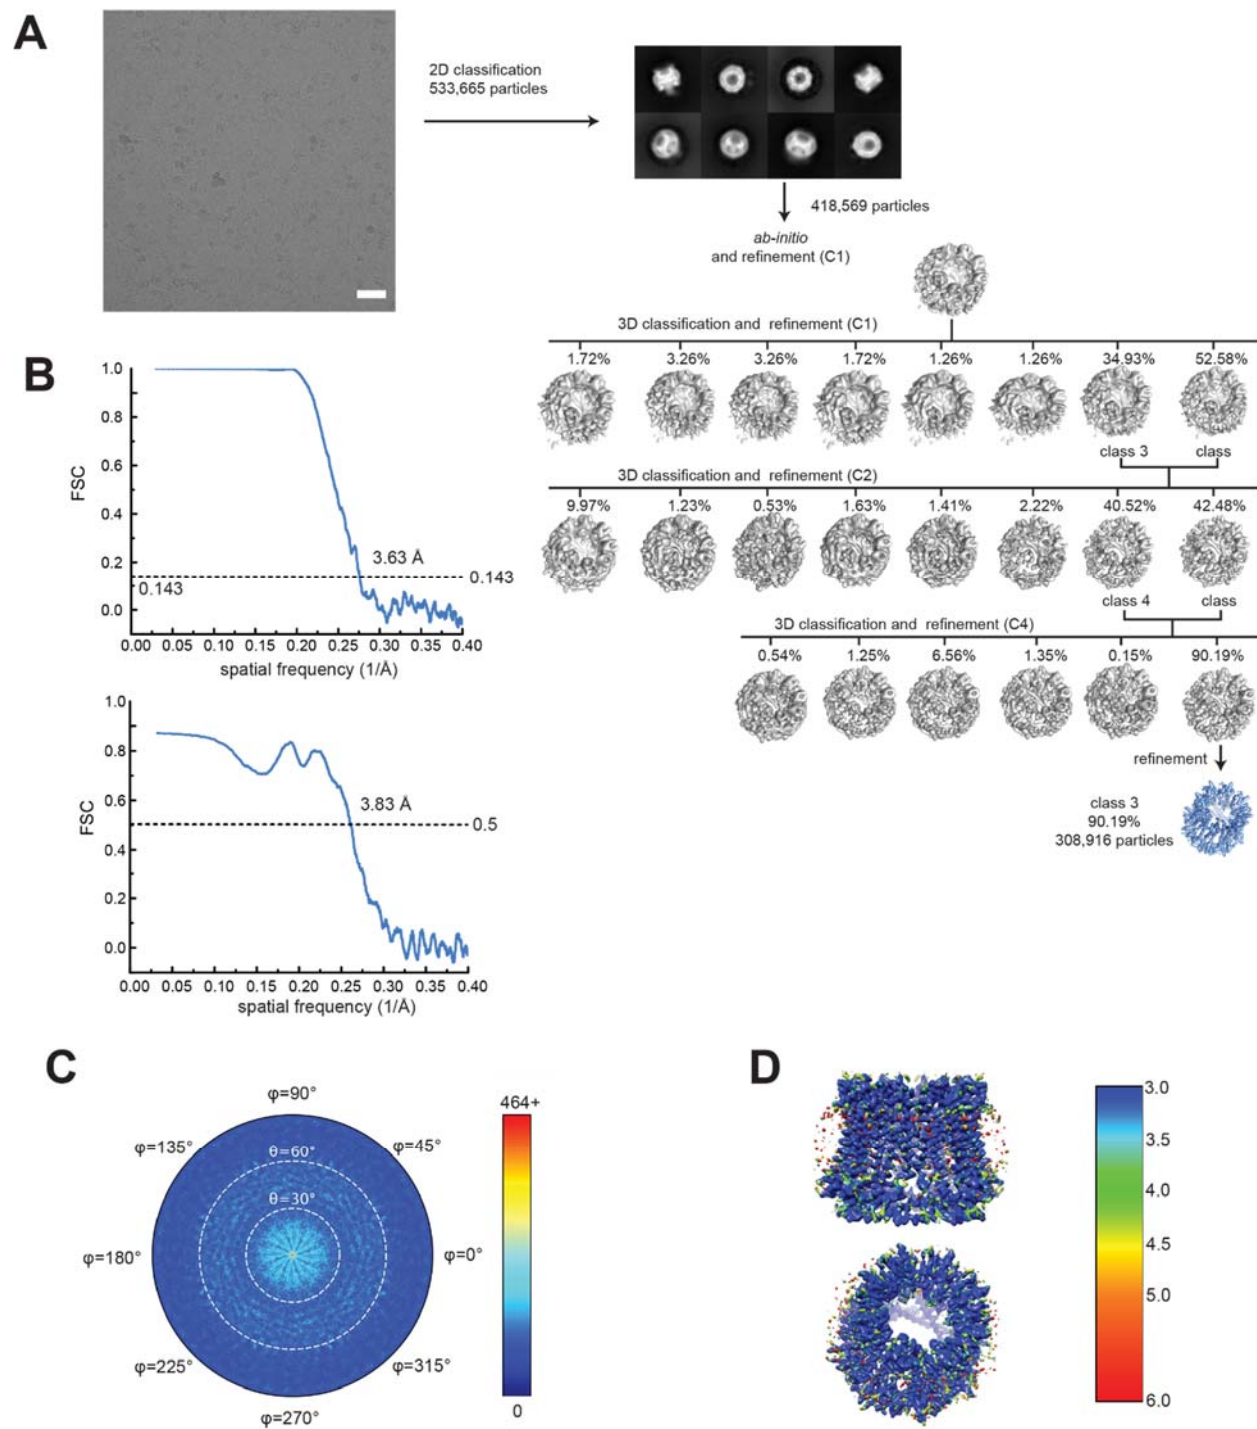 A
2D classification
533,665 particles
418,569 particles
ab-initio
and refinement (C1)
3D classification and refinement (C1)
1.72% 3.26% 3.26% 1.72% 1.26% 1.26% 34.93% 52.58%
class 3 class
3D classification and refinement (C2)
9.97% 1.23% 0.53% 1.63% 1.41% 2.22% 40.52% 42.48%
class 4 class
3D classification and refinement (C4)
0.54% 1.25% 6.56% 1.35% 0.15% 90.19%
refinement
class 3
90.19%
308,916 particles
B
1.0
0.8
0.6
0.4
0.2
0.0
FSC
3.63 Å
0.143
0.143
0.00 0.05 0.10 0.15 0.20 0.25 0.30 0.35 0.40
spatial frequency (1/Å)
1.0
0.8
0.6
0.4
0.2
0.0
FSC
3.83 Å
0.5
0.00 0.05 0.10 0.15 0.20 0.25 0.30 0.35 0.40
spatial frequency (1/Å)
C
φ=90°
φ=135°
φ=45°
θ=60°
θ=30°
φ=180°
φ=0°
φ=225°
φ=315°
φ=270°
464+
0
D
3.0
3.5
4.0
4.5
5.0
6.0